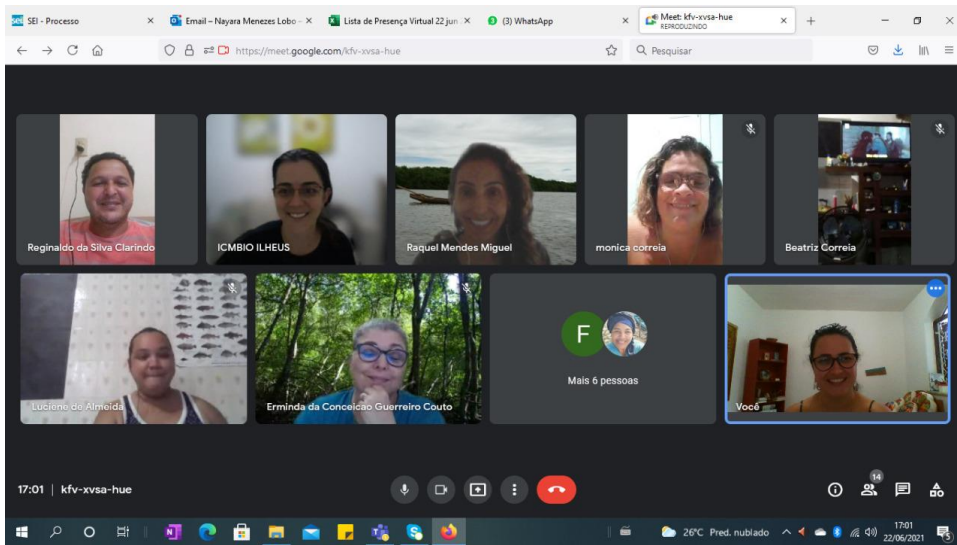 sei! SEI - Processo
Email – Nayara Menezes Lobo –
Lista de Presença Virtual 22 jun.
(3) WhatsApp
Meet: kfv-xvsa-hue
REPRODUZINDO
https://meet.google.com/kfv-xvsa-hue
Pesquisar
Reginaldo da Silva Clarindo
ICMBIO ILHEUS
Raquel Mendes Miguel
monica correia
Beatriz Correia
Luciene de Almeida
Erminda da Conceicao Guerreiro Couto
F
Mais 6 pessoas
Você
17:01 | kfv-xvsa-hue
14
26°C Pred. nublado
17:01
22/06/2021
5